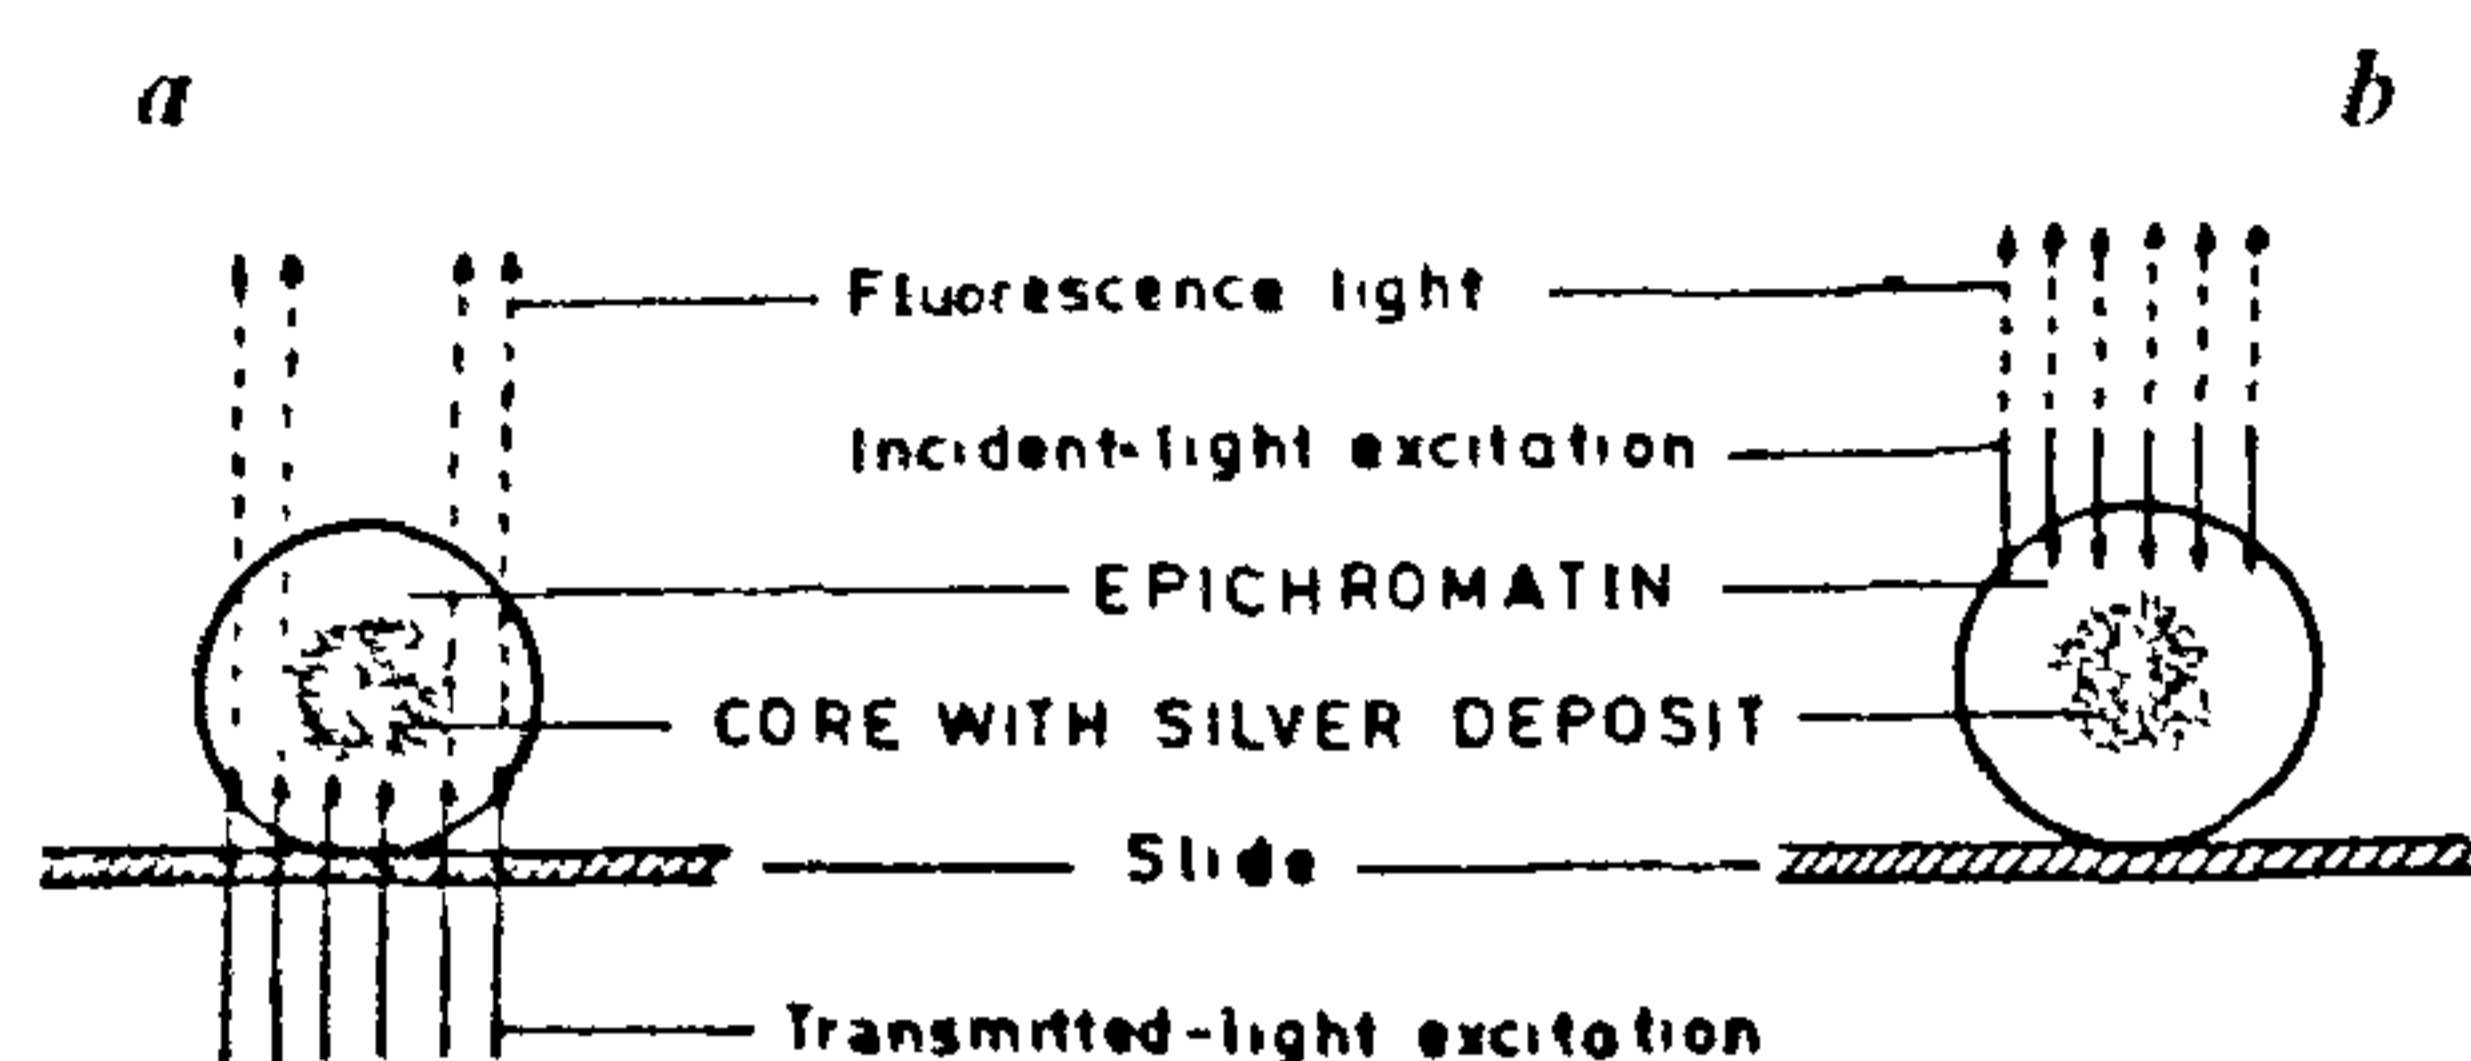 a b
Fluorescence light
Incident-light excitation
EPICHROMATIN
CORE WITH SILVER DEPOSIT
Slide
Transmitted-light excitation